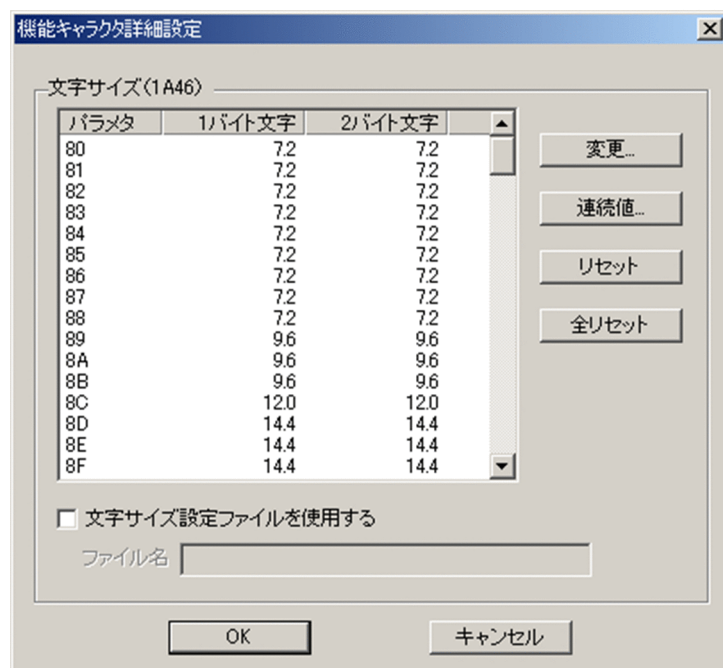 機能キャラクタ詳細設定
文字サイズ(1A46)
パラメタ 1バイト文字 2バイト文字
80 7.2 7.2
81 7.2 7.2
82 7.2 7.2
83 7.2 7.2
84 7.2 7.2
85 7.2 7.2
86 7.2 7.2
87 7.2 7.2
88 7.2 7.2
89 9.6 9.6
8A 9.6 9.6
8B 9.6 9.6
8C 12.0 12.0
8D 14.4 14.4
8E 14.4 14.4
8F 14.4 14.4
変更...
連続値...
リセット
全リセット
文字サイズ設定ファイルを使用する
ファイル名
OK キャンセル